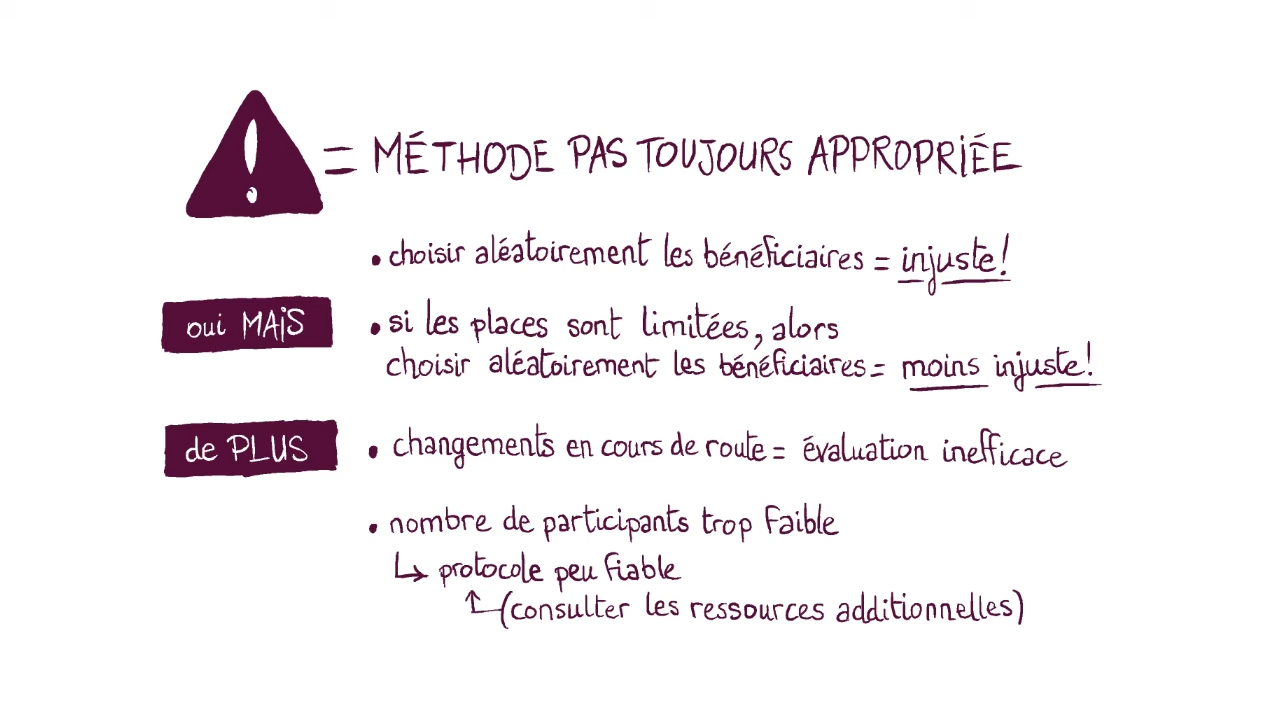 ! = MÉTHODE PAS TOUJOURS APPROPRIÉE
• choisir aléatoirement les bénéficiaires = injuste!
oui MAIS • si les places sont limitées, alors
choisir aléatoirement les bénéficiaires = moins injuste!
de PLUS • changements en cours de route = évaluation inefficace
• nombre de participants trop faible
↳ protocole peu fiable
(consulter les ressources additionnelles)